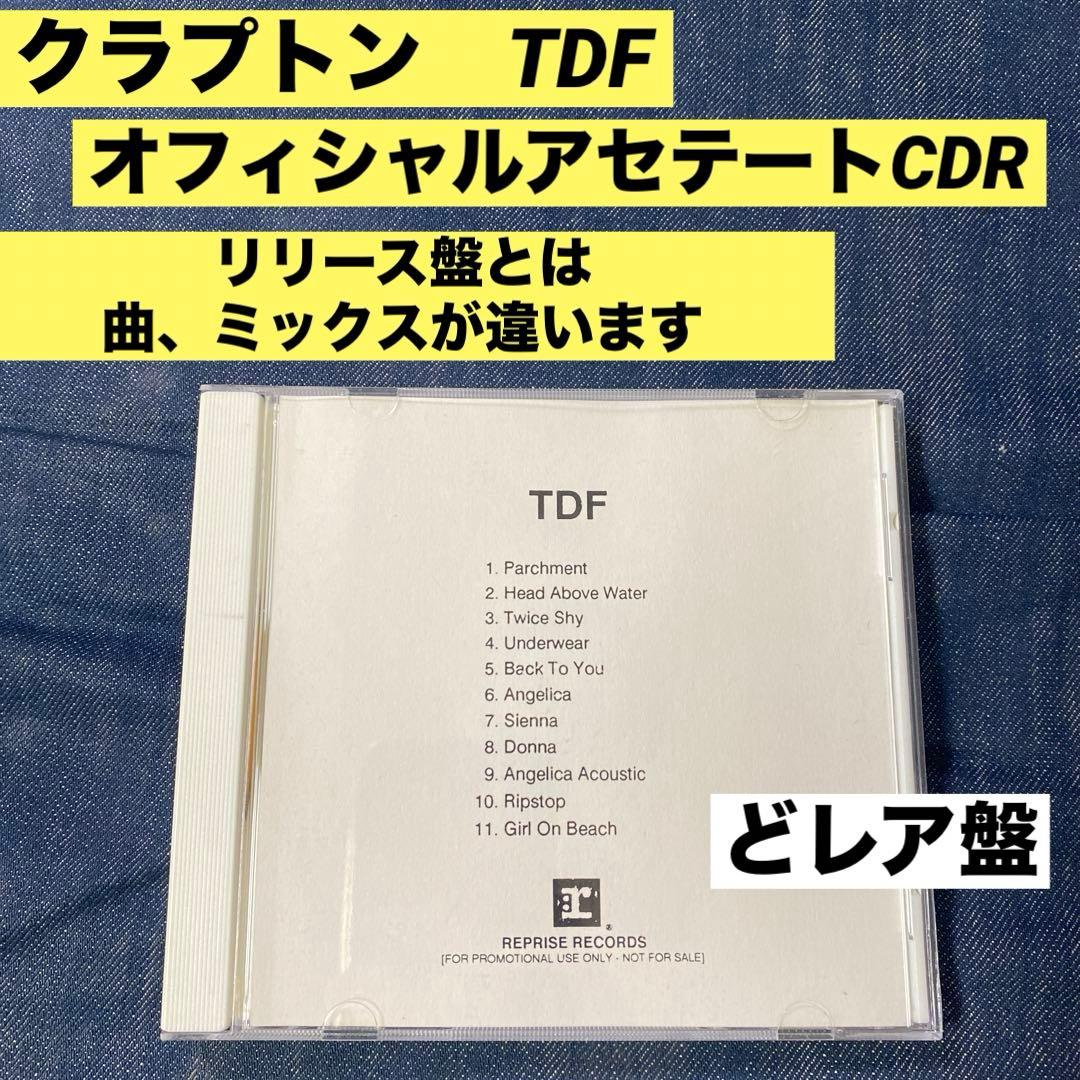 クラプトン　TDF
オフィシャルアセテートCDR
リリース盤とは
曲、ミックスが違います
TDF
1. Parchment
2. Head Above Water
3. Twice Shy
4. Underwear
5. Back To You
6. Angelica
7. Sienna
8. Donna
9. Angelica Acoustic
10. Ripstop
11. Girl On Beach
どレア盤
r®
REPRISE RECORDS
[FOR PROMOTIONAL USE ONLY - NOT FOR SALE]